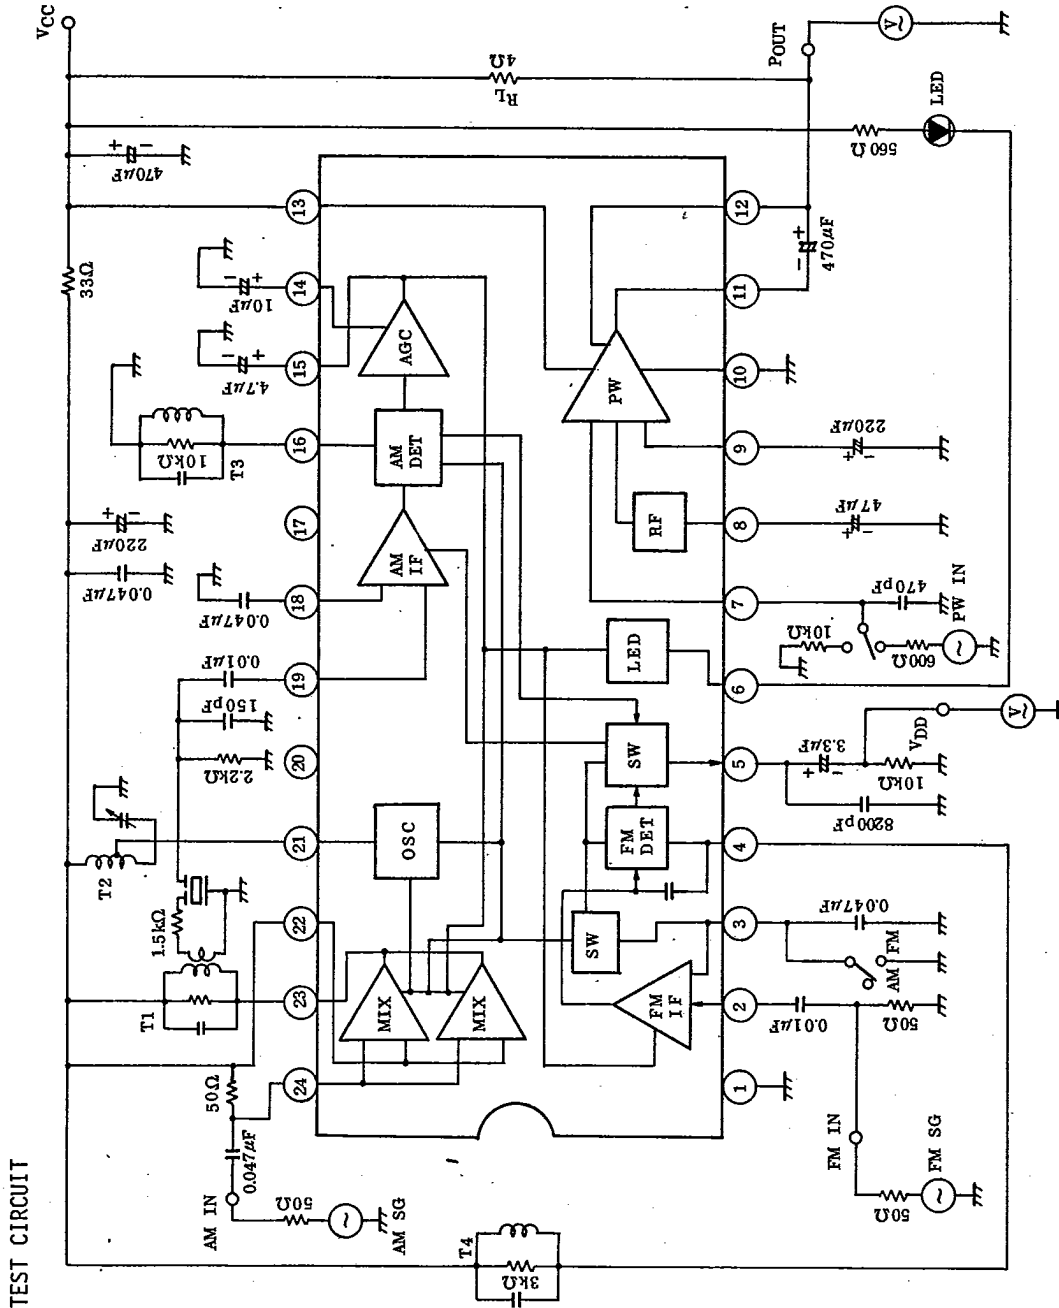 TEST CIRCUIT
VCC
470μF
+
-
33Ω
RL
4Ω
POUT
V
LED
560Ω
470μF
-
+
220μF
+
-
0.047μF
10kΩ
T3
4.7μF
-
+
10μF
-
+
0.047μF
0.01μF
150pF
2.2kΩ
T2
1.5kΩ
T1
50Ω
0.047μF
AM IN
50Ω
AM SG
T4
3kΩ
24
23
22
21
20
19
18
17
16
15
14
13
MIX
MIX
OSC
AM
IF
AM
DET
AGC
FM
IF
SW
FM
DET
SW
LED
RF
PW
1
2
3
4
5
6
7
8
9
10
11
12
FM IN
50Ω
FM SG
0.01μF
50Ω
AM
FM
0.047μF
8200pF
3.3μF
+
-
10kΩ
VDD
V
10kΩ
600Ω
470pF
PW IN
47μF
+
-
220μF
+
-